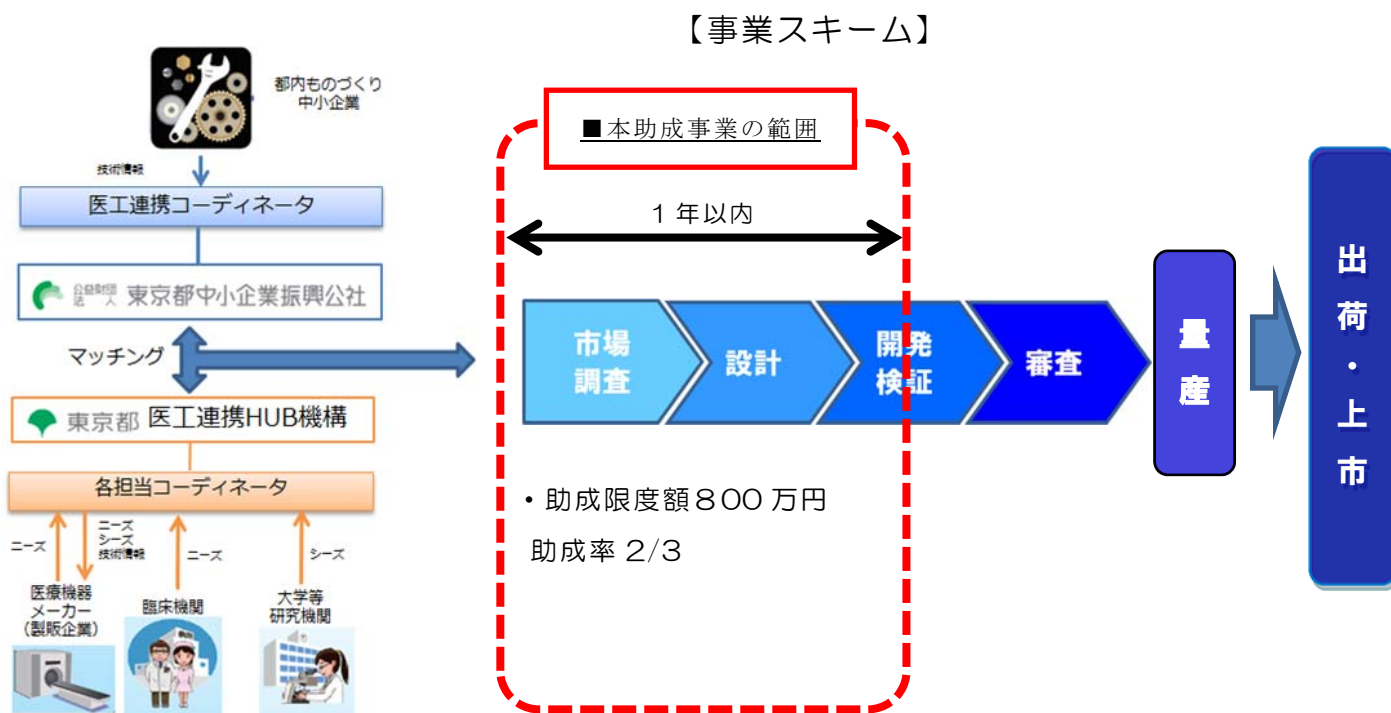 【事業スキーム】
都内ものづくり
中小企業
技術情報
医工連携コーディネータ
公益財団
法人
東京都中小企業振興公社
マッチング
東京都 医工連携HUB機構
各担当コーディネータ
ニーズ
ニーズ
シーズ
技術情報
ニーズ
シーズ
医療機器
メーカー
(製販企業)
臨床機関
大学等
研究機関
■本助成事業の範囲
1年以内
市場
調査
設計
開発
検証
審査
・助成限度額800万円
助成率 2/3
量産
出荷・上市